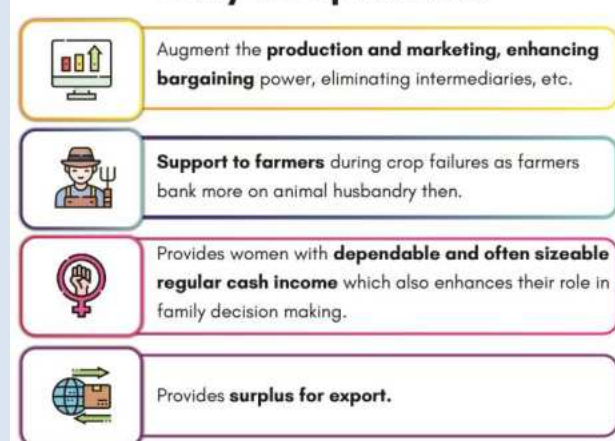 Augment the production and marketing, enhancing
bargaining power, eliminating intermediaries, etc.
Support to farmers during crop failures as farmers
bank more on animal husbandry then.
Provides women with dependable and often sizeable
regular cash income which also enhances their role in
family decision making.
Provides surplus for export.